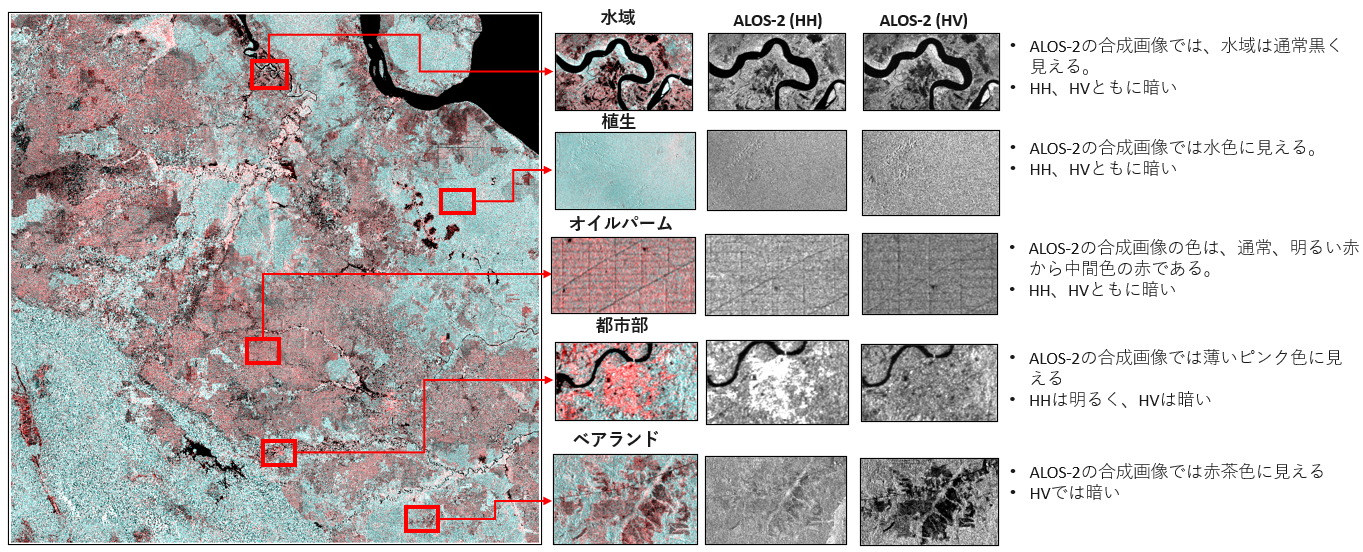 水域
ALOS-2 (HH)
ALOS-2 (HV)
• ALOS-2の合成画像では、水域は通常黒く
見える。
• HH、HVともに暗い
植生
• ALOS-2の合成画像では水色に見える。
• HH、HVともに暗い
オイルパーム
• ALOS-2の合成画像の色は、通常、明るい赤
から中間色の赤である。
• HH、HVともに暗い
都市部
• ALOS-2の合成画像では薄いピンク色に見
える
• HHは明るく、HVは暗い
ベアランド
• ALOS-2の合成画像では赤茶色に見える
• HVでは暗い